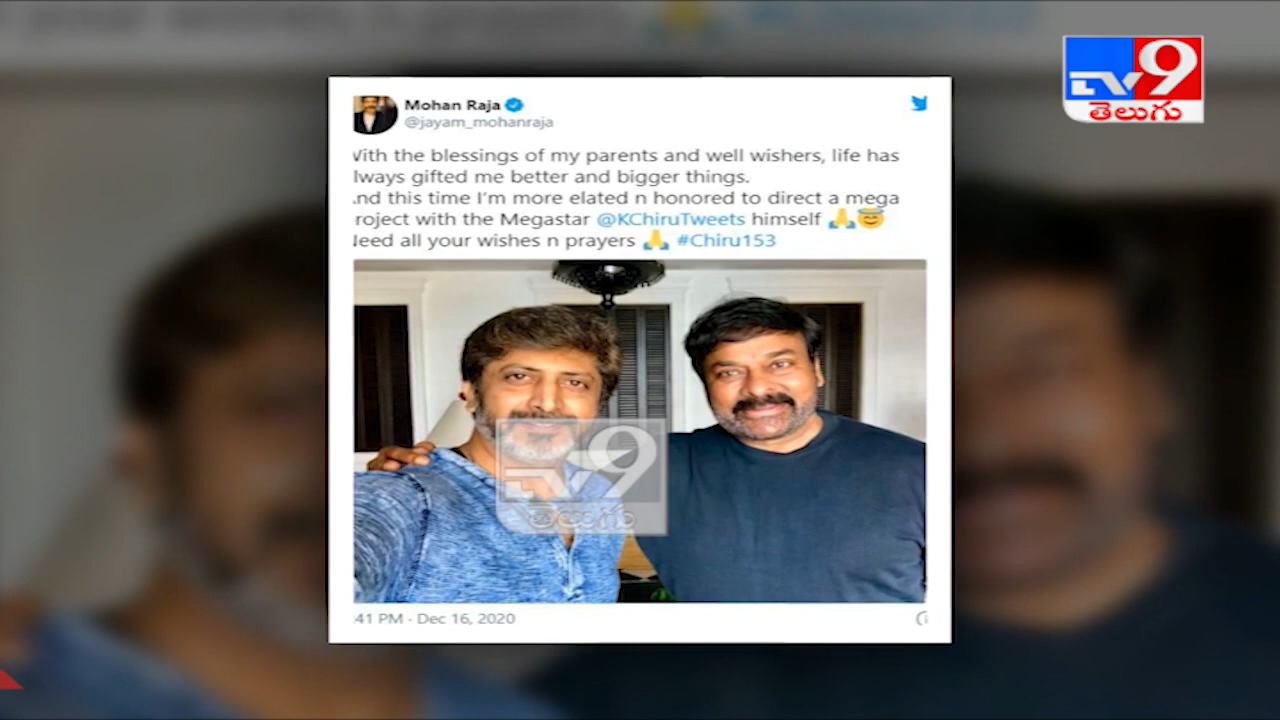 TV9
తెలుగు
Mohan Raja
@jayam_mohanraja
Vith the blessings of my parents and well wishers, life has
lways gifted me better and bigger things.
nd this time I'm more elated n honored to direct a mega
roject with the Megastar @KChiruTweets himself 🙏😇
leed all your wishes n prayers 🙏 #Chiru153
TV9
తెలుగు
:41 PM · Dec 16, 2020